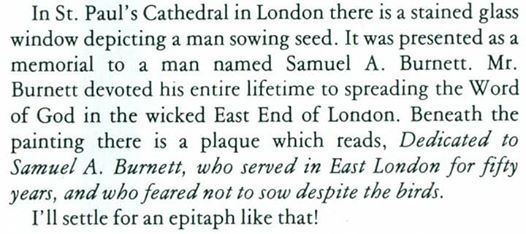 In St. Paul's Cathedral in London there is a stained glass
window depicting a man sowing seed. It was presented as a
memorial to a man named Samuel A. Burnett. Mr.
Burnett devoted his entire lifetime to spreading the Word
of God in the wicked East End of London. Beneath the
painting there is a plaque which reads, Dedicated to
Samuel A. Burnett, who served in East London for fifty
years, and who feared not to sow despite the birds.
I'll settle for an epitaph like that!